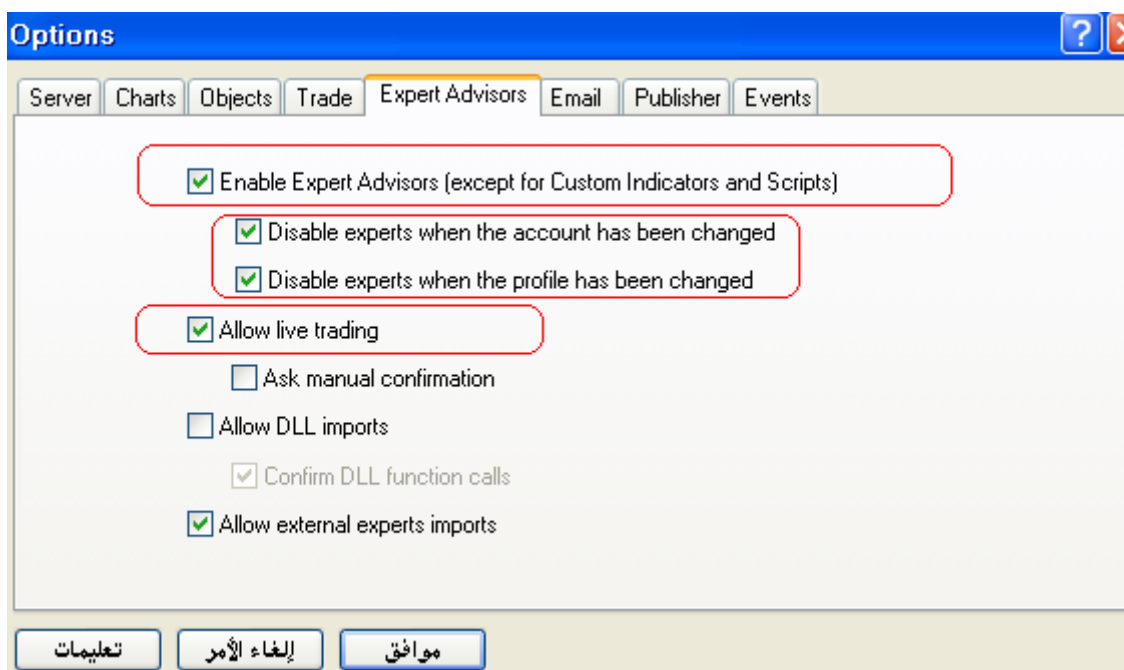 Options
Server Charts Objects Trade Expert Advisors Email Publisher Events
Enable Expert Advisors (except for Custom Indicators and Scripts)
Disable experts when the account has been changed
Disable experts when the profile has been changed
Allow live trading
Ask manual confirmation
Allow DLL imports
Confirm DLL function calls
Allow external experts imports
موافق إلغاء الأمر تعليمات